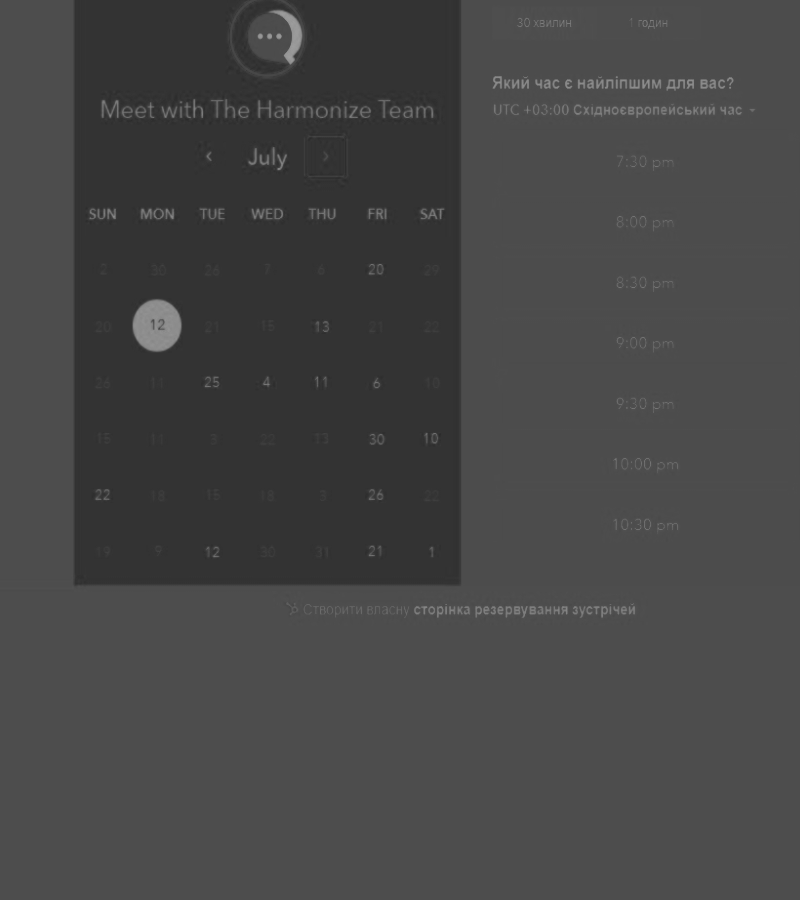 30 хвилин 1 годин
Який час є найліпшим для вас?
UTC +03:00 Східноєвропейський час
Meet with The Harmonize Team
July
SUN MON TUE WED THU FRI SAT
2 30 26 7 6 20 29
20 12 21 15 13 21 22
26 11 25 4 11 6 10
15 11 3 22 13 30 10
22 18 15 18 3 26 22
19 9 12 30 31 21 1
7:30 pm
8:00 pm
8:30 pm
9:00 pm
9:30 pm
10:00 pm
10:30 pm
Створити власну сторінка резервування зустрічей